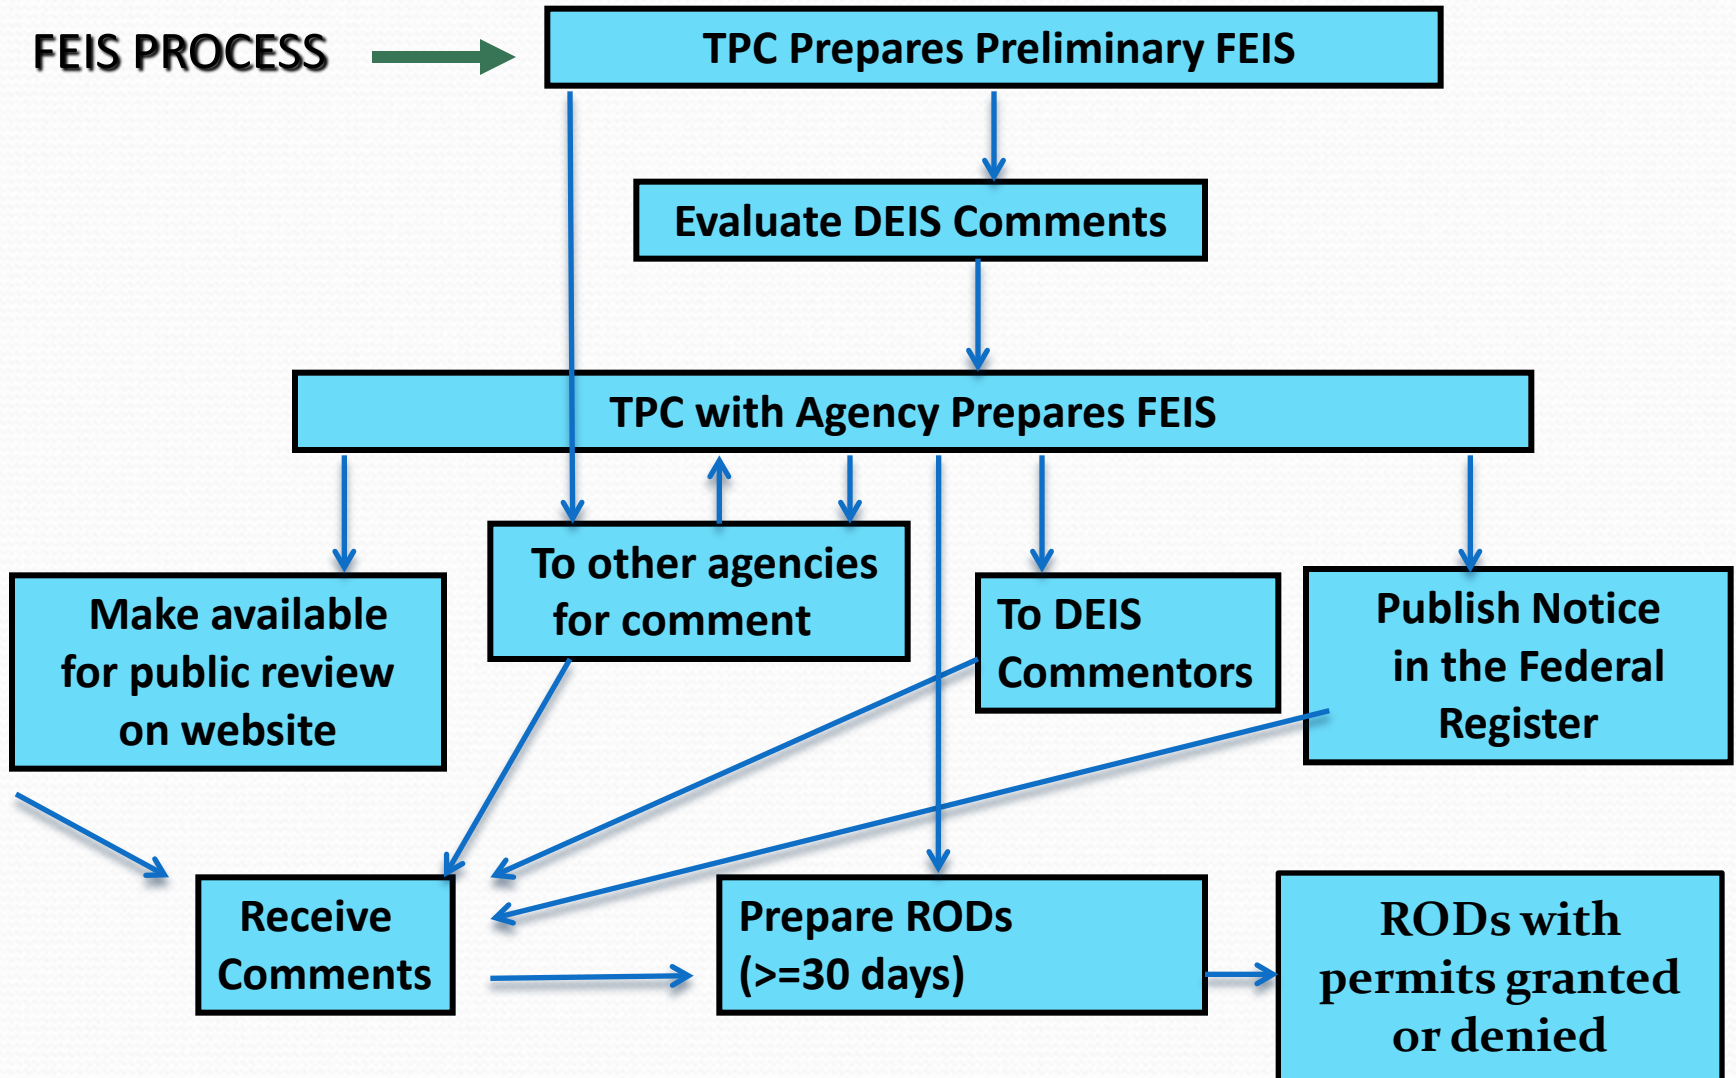 FEIS PROCESS
TPC Prepares Preliminary FEIS
Evaluate DEIS Comments
TPC with Agency Prepares FEIS
Make available
for public review
on website
To other agencies
for comment
To DEIS
Commentors
Publish Notice
in the Federal
Register
Receive
Comments
Prepare RODs
(>=30 days)
RODs with
permits granted
or denied